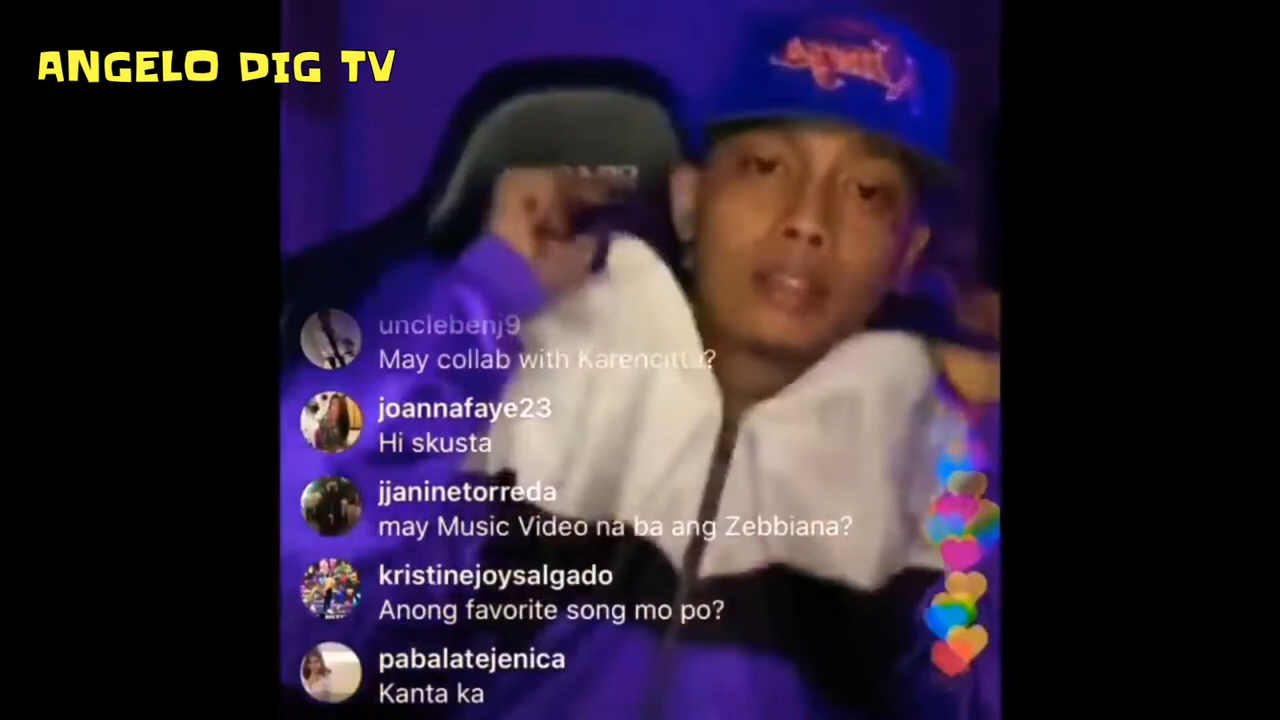 ANGELO DIG TV
unclebenj9
May collab with Karencitta?
joannafaye23
Hi skusta
jjaninetorreda
may Music Video na ba ang Zebbiana?
kristinejoysalgado
Anong favorite song mo po?
pabalatejenica
Kanta ka